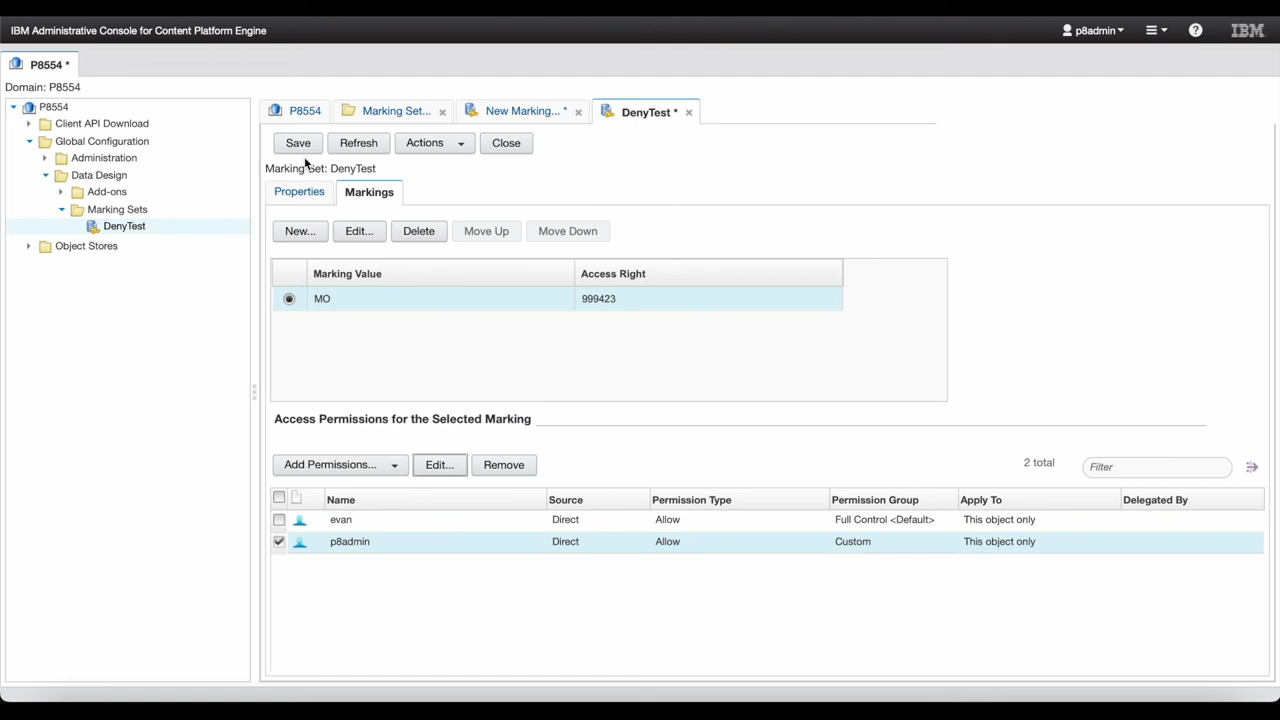 IBM Administrative Console for Content Platform Engine
p8admin
?
IBM
P8554 *
Domain: P8554
P8554
Client API Download
Global Configuration
Administration
Data Design
Add-ons
Marking Sets
DenyTest
Object Stores
P8554
Marking Set...
New Marking... *
DenyTest *
Save
Refresh
Actions
Close
Marking Set: DenyTest
Properties
Markings
New...
Edit...
Delete
Move Up
Move Down
Marking Value
Access Right
MO
999423
Access Permissions for the Selected Marking
Add Permissions...
Edit...
Remove
2 total
Filter
Name
Source
Permission Type
Permission Group
Apply To
Delegated By
evan
Direct
Allow
Full Control <Default>
This object only
p8admin
Direct
Allow
Custom
This object only